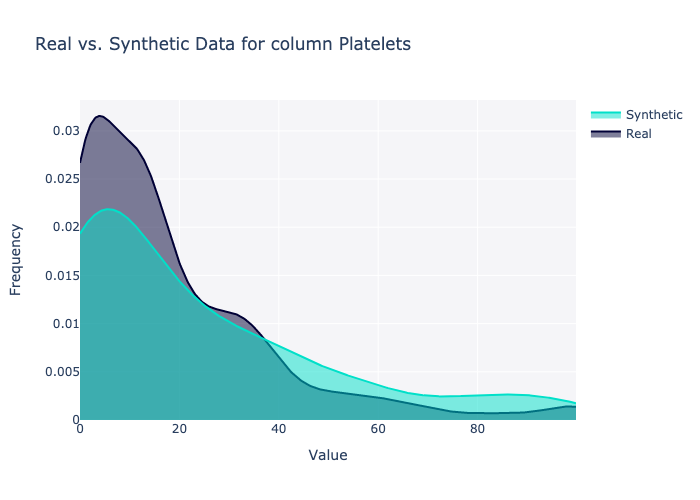 Real vs. Synthetic Data for column Platelets
Synthetic
Real
0.03
0.025
0.02
0.015
0.01
0.005
0
0 20 40 60 80
Frequency
Value